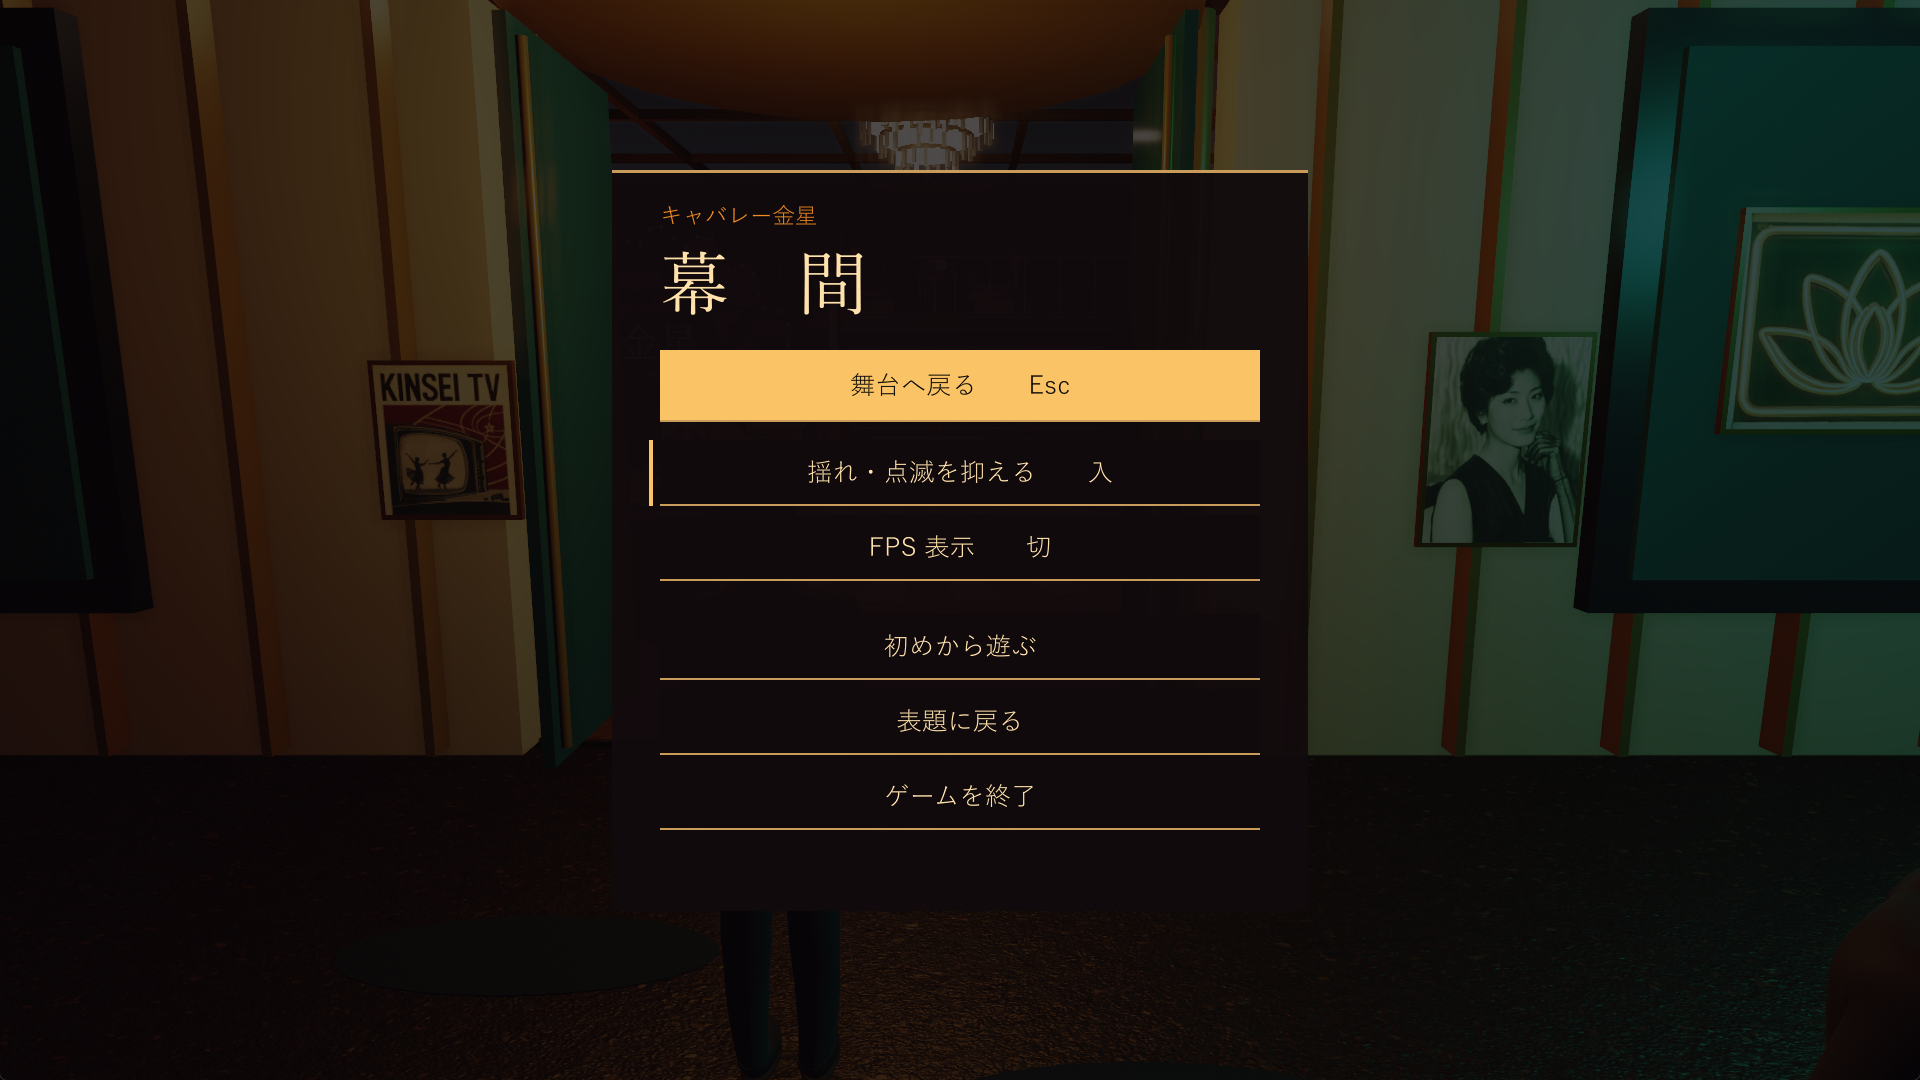 キャバレー金星
幕 間
舞台へ戻る Esc
揺れ・点滅を抑える 入
FPS 表示 切
初めから遊ぶ
表題に戻る
ゲームを終了
KINSEI TV